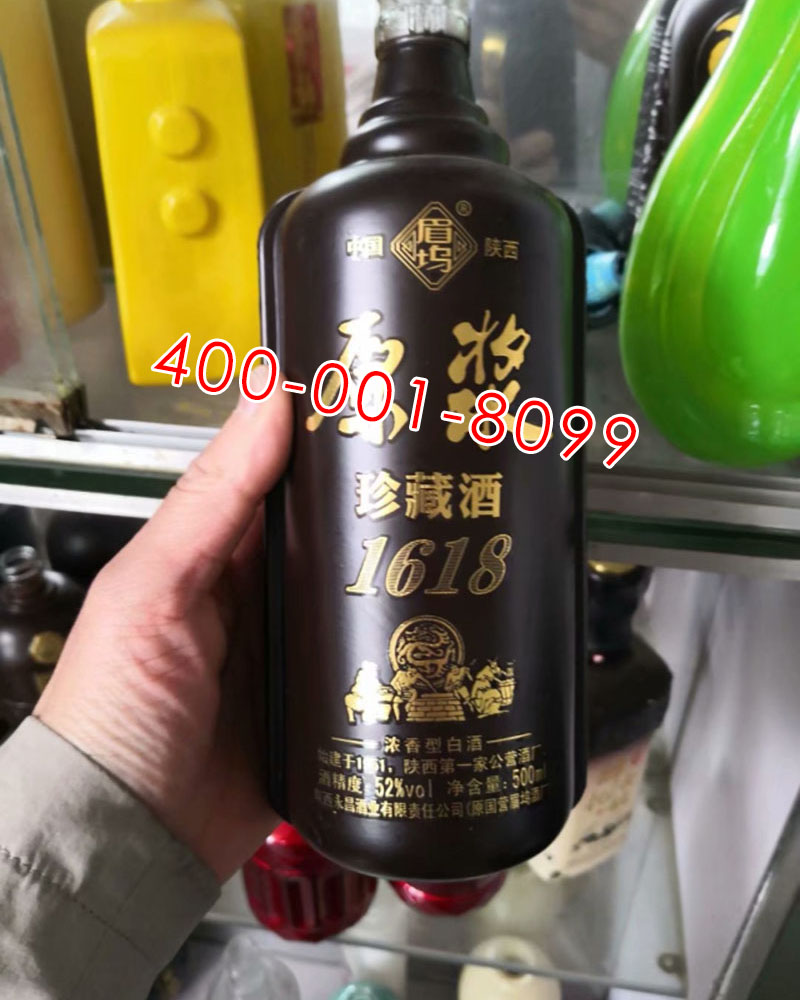 中国 眉坞 ® 陕西
原浆
400-001-8099
珍藏酒
1618
浓香型白酒
始建于1951，陕西第一家公营酒厂
酒精度：52%vol 净含量：500ml
陕西永昌酒业有限责任公司(原国营眉坞酒厂